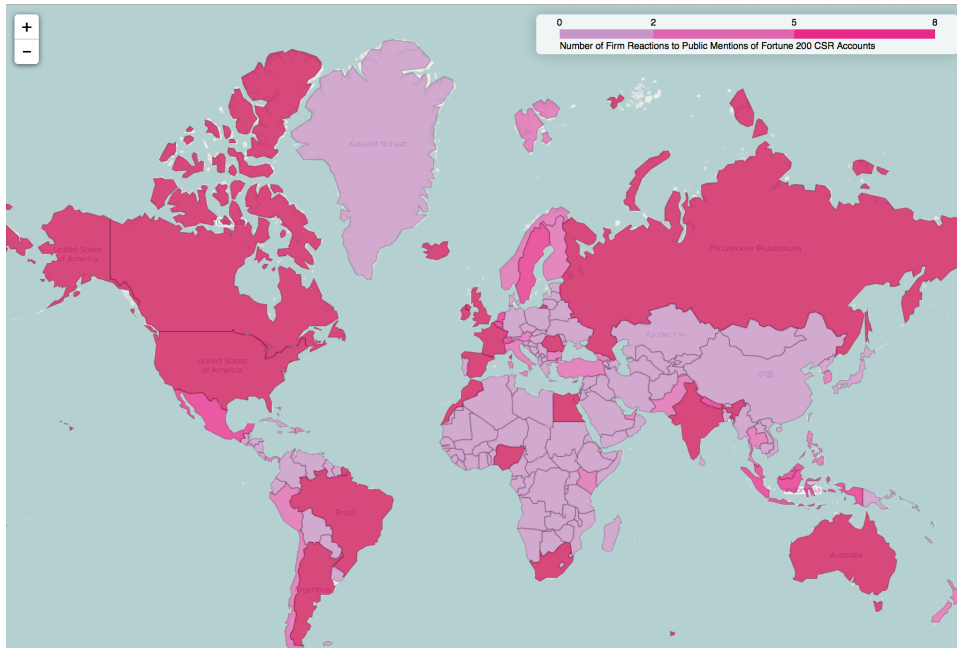 +
−
0 2 5 8
Number of Firm Reactions to Public Mentions of Fortune 200 CSR Accounts
Kalaallit Nunaat
United States
of America
Российская Федерация
United States
of America
Казахстан
中国
Brasil
Australia
Argentina